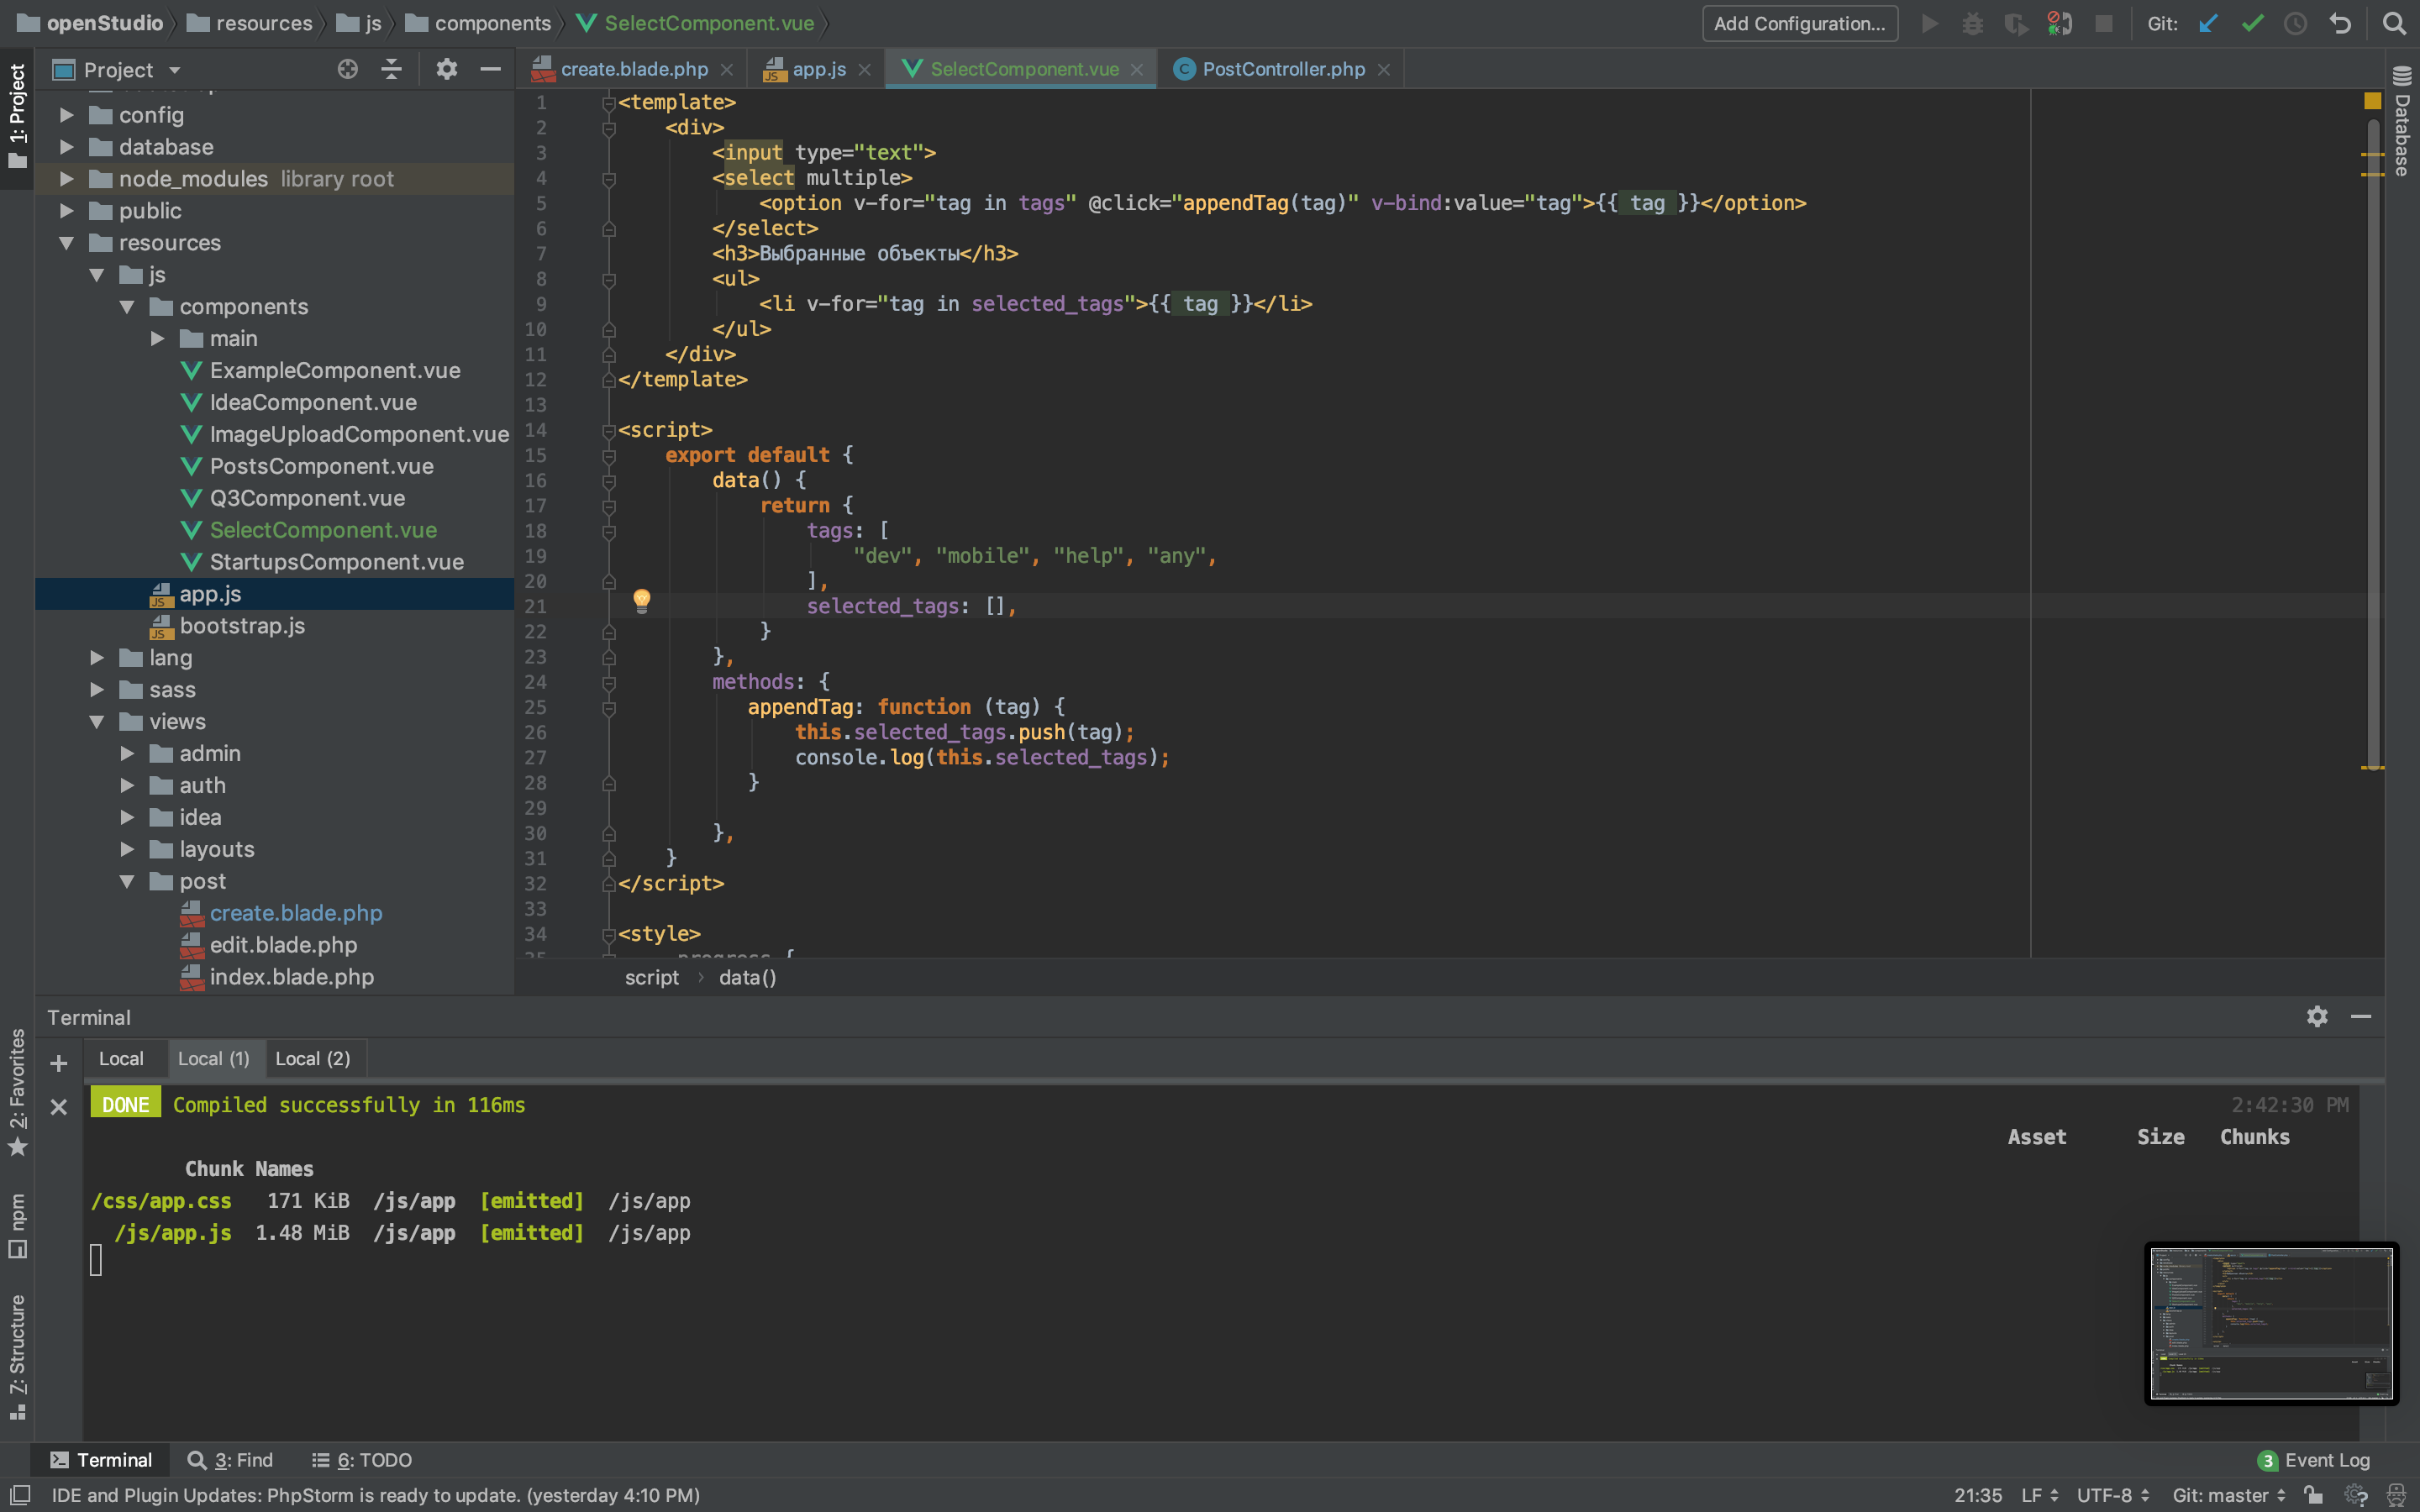 openStudio resources js components SelectComponent.vue
Add Configuration... Git:
1: Project
Project
config
database
node_modules library root
public
resources
js
components
main
ExampleComponent.vue
IdeaComponent.vue
ImageUploadComponent.vue
PostsComponent.vue
Q3Component.vue
SelectComponent.vue
StartupsComponent.vue
app.js
bootstrap.js
lang
sass
views
admin
auth
idea
layouts
post
create.blade.php
edit.blade.php
index.blade.php
create.blade.php app.js SelectComponent.vue PostController.php
Database
1 <template>
2 <div>
3 <input type="text">
4 <select multiple>
5 <option v-for="tag in tags" @click="appendTag(tag)" v-bind:value="tag">{{ tag }}</option>
6 </select>
7 <h3>Выбранные объекты</h3>
8 <ul>
9 <li v-for="tag in selected_tags">{{ tag }}</li>
10 </ul>
11 </div>
12 </template>
13
14 <script>
15 export default {
16 data() {
17 return {
18 tags: [
19 "dev", "mobile", "help", "any",
20 ],
21 selected_tags: [],
22 }
23 },
24 methods: {
25 appendTag: function (tag) {
26 this.selected_tags.push(tag);
27 console.log(this.selected_tags);
28 }
29
30 },
31 }
32 </script>
33
34 <style>
35 progress {
script data()
Terminal
Local Local (1) Local (2)
DONE Compiled successfully in 116ms 2:42:30 PM
Asset Size Chunks
Chunk Names
/css/app.css 171 KiB /js/app [emitted] /js/app
/js/app.js 1.48 MiB /js/app [emitted] /js/app
2: Favorites
npm
7: Structure
Terminal 3: Find 6: TODO
3 Event Log
IDE and Plugin Updates: PhpStorm is ready to update. (yesterday 4:10 PM)
21:35 LF UTF-8 Git: master